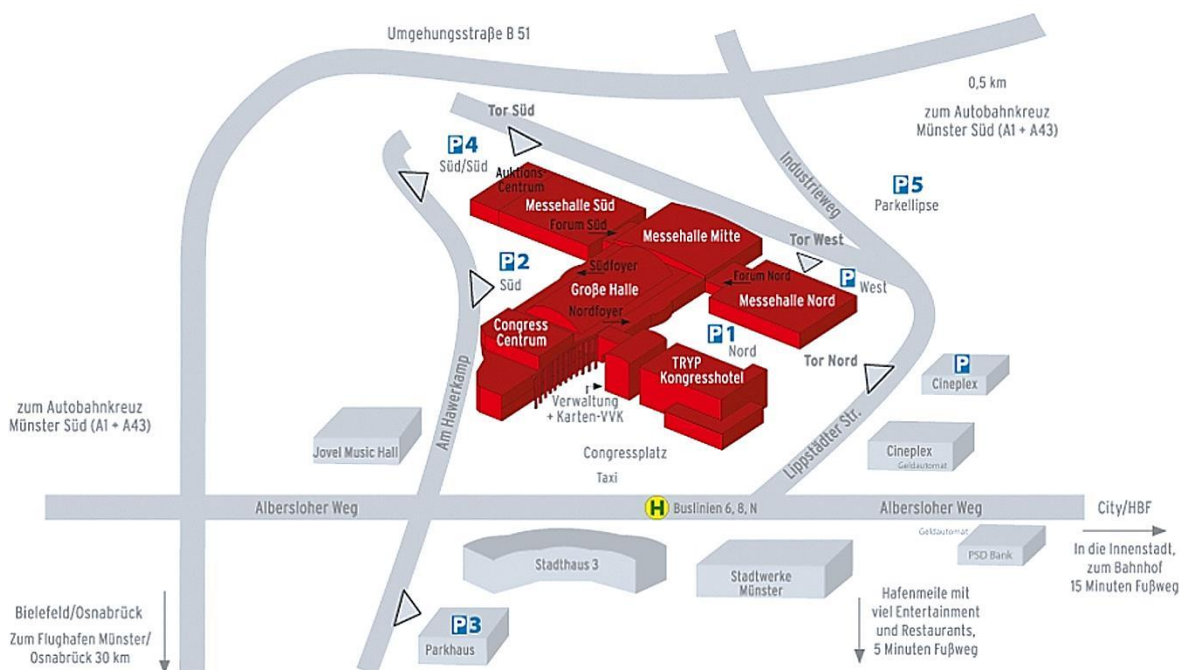 Umgehungsstraße B 51
0,5 km
zum Autobahnkreuz
Münster Süd (A1 + A43)
Tor Süd
P4
Süd/Süd
Auktions-
Centrum
Messehalle Süd
Forum Süd
Messehalle Mitte
Industrieweg
P5
Parkellipse
Tor West
P2
Süd
Südfoyer
Große Halle
Forum Nord
P
West
Messehalle Nord
Nordfoyer
Congress
Centrum
P1
Nord
TRYP
Kongresshotel
Tor Nord
P
Cineplex
Verwaltung
+ Karten-VVK
zum Autobahnkreuz
Münster Süd (A1 + A43)
Am Hawerkamp
Jovel Music Hall
Congressplatz
Taxi
Lippstädter Str.
Cineplex
Geldautomat
Albersloher Weg
H
Buslinien 6, 8, N
Albersloher Weg
City/HBF
Geldautomat
PSD Bank
In die Innenstadt,
zum Bahnhof
15 Minuten Fußweg
Stadthaus 3
Stadtwerke
Münster
Hafenmeile mit
viel Entertainment
und Restaurants,
5 Minuten Fußweg
Bielefeld/Osnabrück
Zum Flughafen Münster/
Osnabrück 30 km
P3
Parkhaus